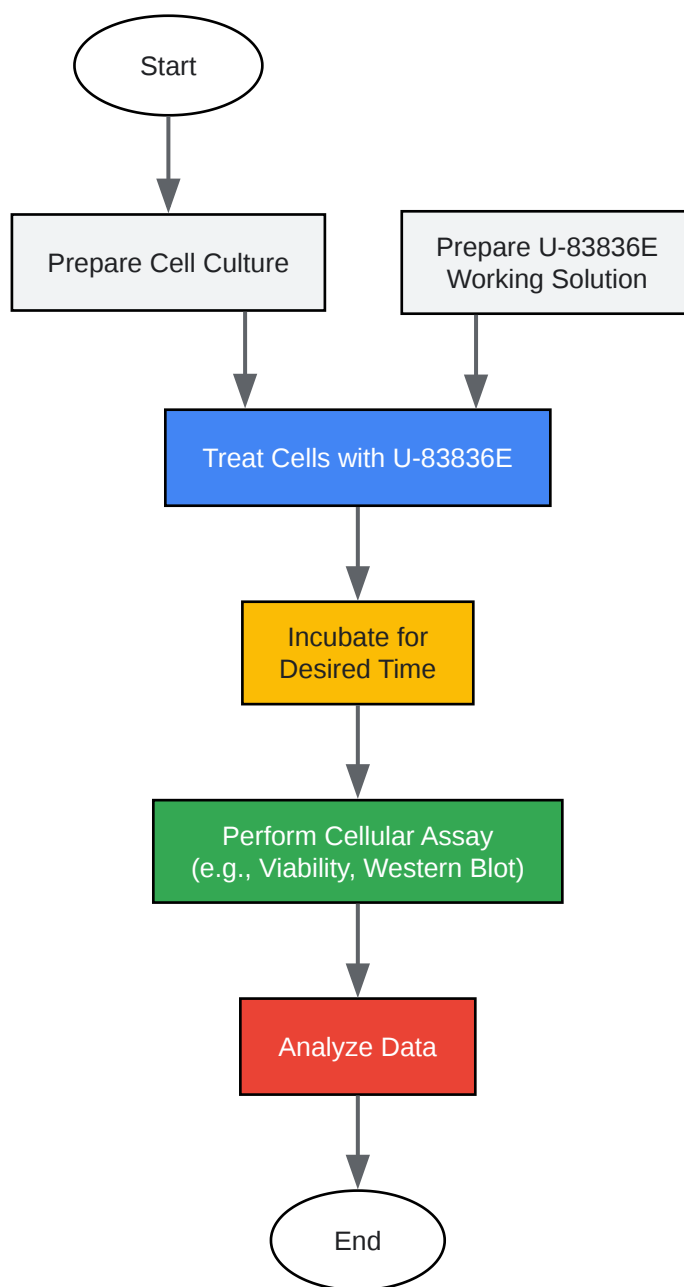 Start
Prepare Cell Culture
Prepare U-83836E
Working Solution
Treat Cells with U-83836E
Incubate for
Desired Time
Perform Cellular Assay
(e.g., Viability, Western Blot)
Analyze Data
End